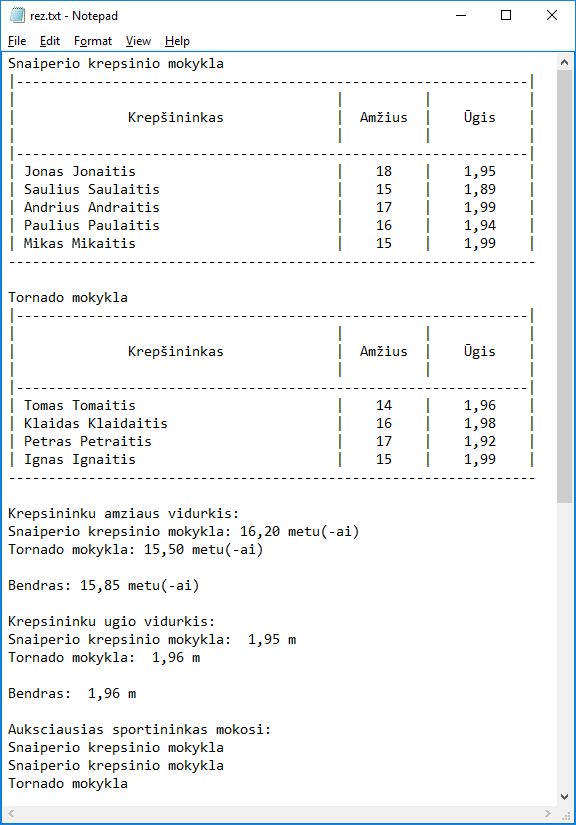 rez.txt - Notepad
File Edit Format View Help
Snaiperio krepsinio mokykla
|----------------------------------------------------------------|
| | | |
| Krepšininkas | Amžius | Ūgis |
| | | |
|----------------------------------------------------------------|
| Jonas Jonaitis | 18 | 1,95 |
| Saulius Saulaitis | 15 | 1,89 |
| Andrius Andraitis | 17 | 1,99 |
| Paulius Paulaitis | 16 | 1,94 |
| Mikas Mikaitis | 15 | 1,99 |
------------------------------------------------------------------
Tornado mokykla
|----------------------------------------------------------------|
| | | |
| Krepšininkas | Amžius | Ūgis |
| | | |
|----------------------------------------------------------------|
| Tomas Tomaitis | 14 | 1,96 |
| Klaidas Klaidaitis | 16 | 1,98 |
| Petras Petraitis | 17 | 1,92 |
| Ignas Ignaitis | 15 | 1,99 |
------------------------------------------------------------------
Krepsininku amziaus vidurkis:
Snaiperio krepsinio mokykla: 16,20 metu(-ai)
Tornado mokykla: 15,50 metu(-ai)
Bendras: 15,85 metu(-ai)
Krepsininku ugio vidurkis:
Snaiperio krepsinio mokykla:  1,95 m
Tornado mokykla:  1,96 m
Bendras:  1,96 m
Auksciausias sportininkas mokosi:
Snaiperio krepsinio mokykla
Snaiperio krepsinio mokykla
Tornado mokykla